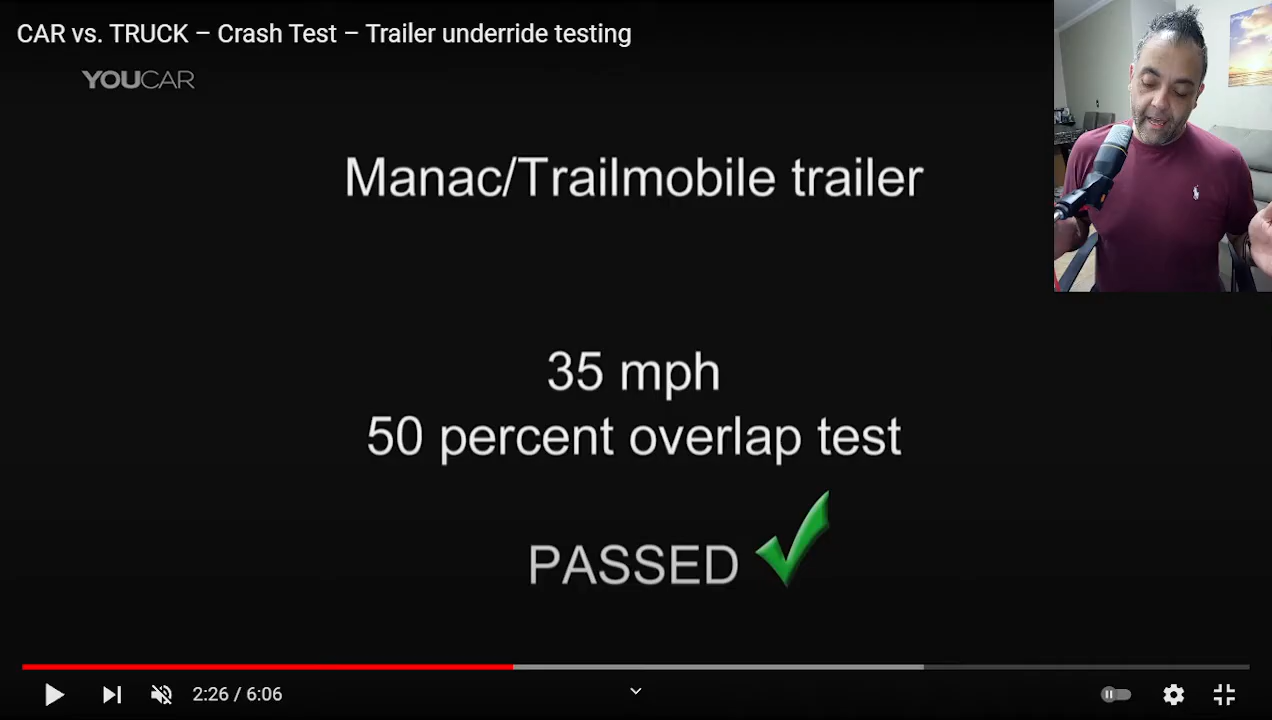 CAR vs. TRUCK – Crash Test – Trailer underride testing
YOUCAR
Manac/Trailmobile trailer
35 mph
50 percent overlap test
PASSED
2:26 / 6:06